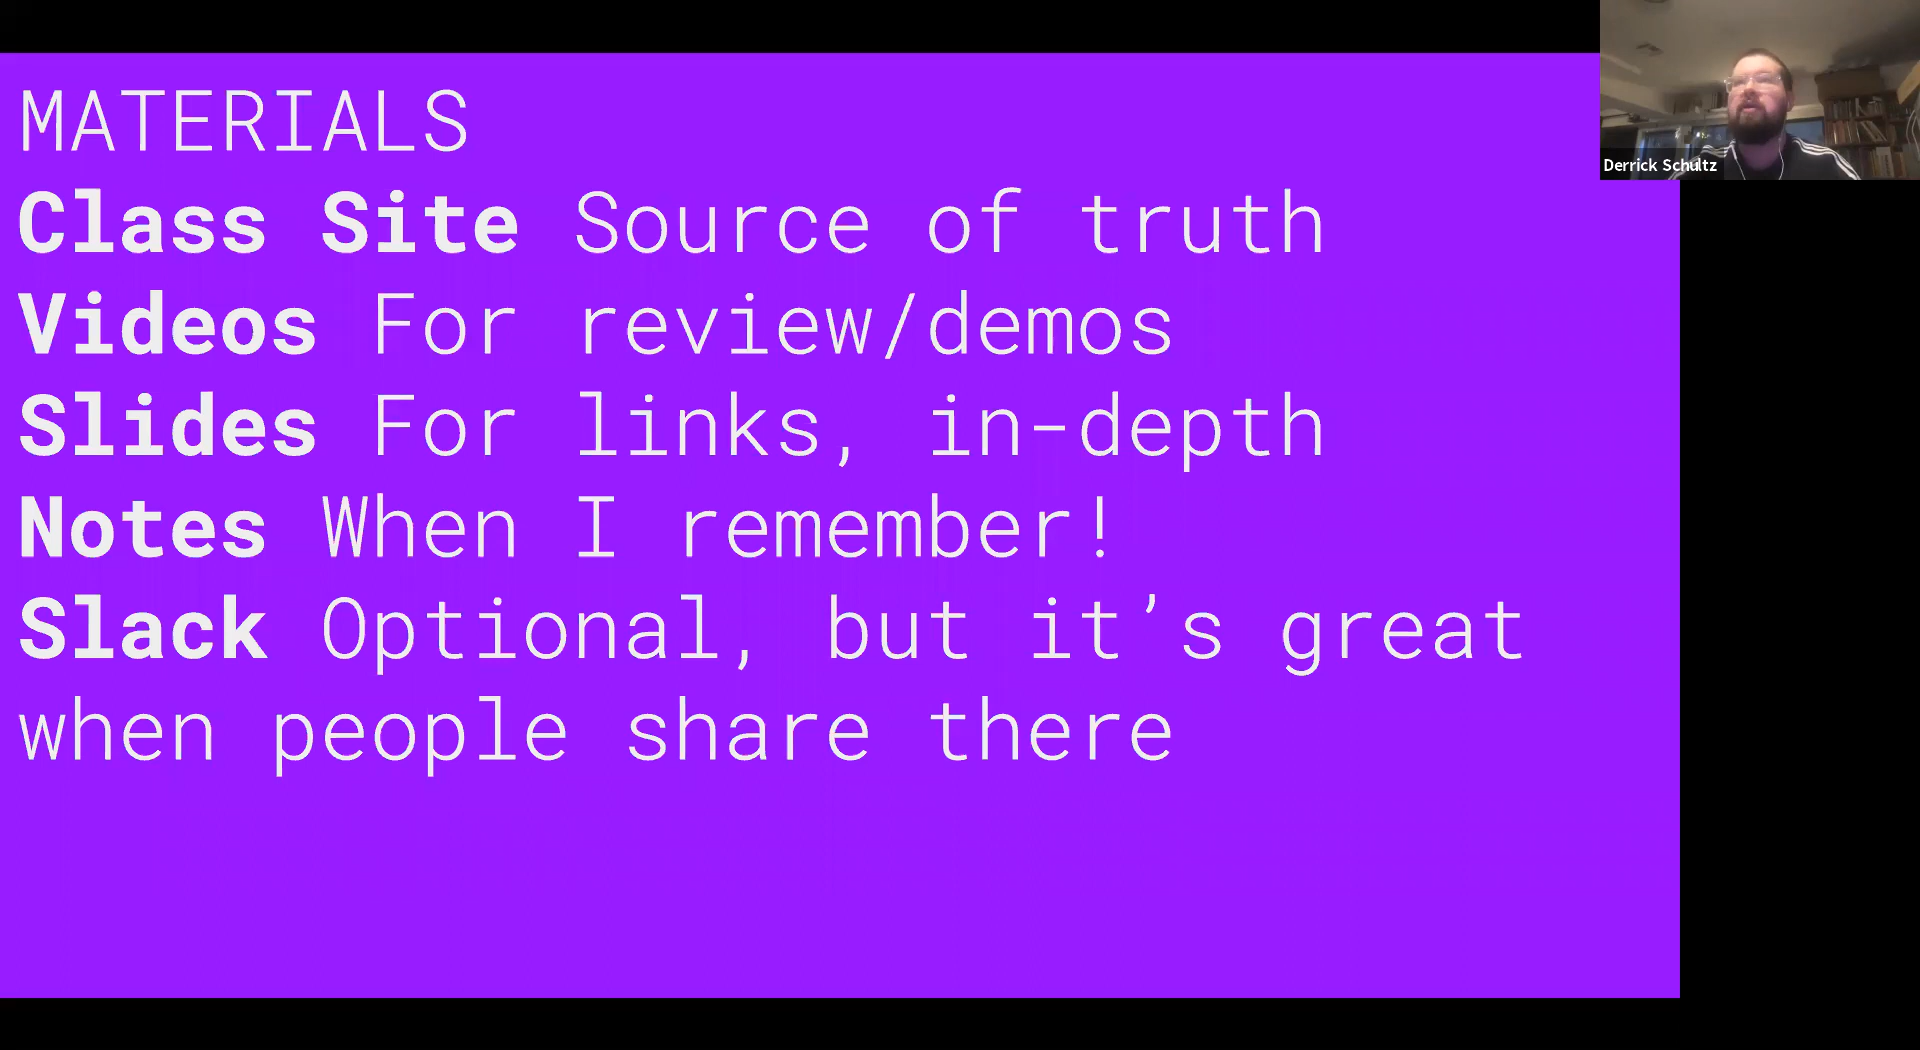 MATERIALS
Class Site Source of truth
Videos For review/demos
Slides For links, in-depth
Notes When I remember!
Slack Optional, but it’s great
when people share there
Derrick Schultz